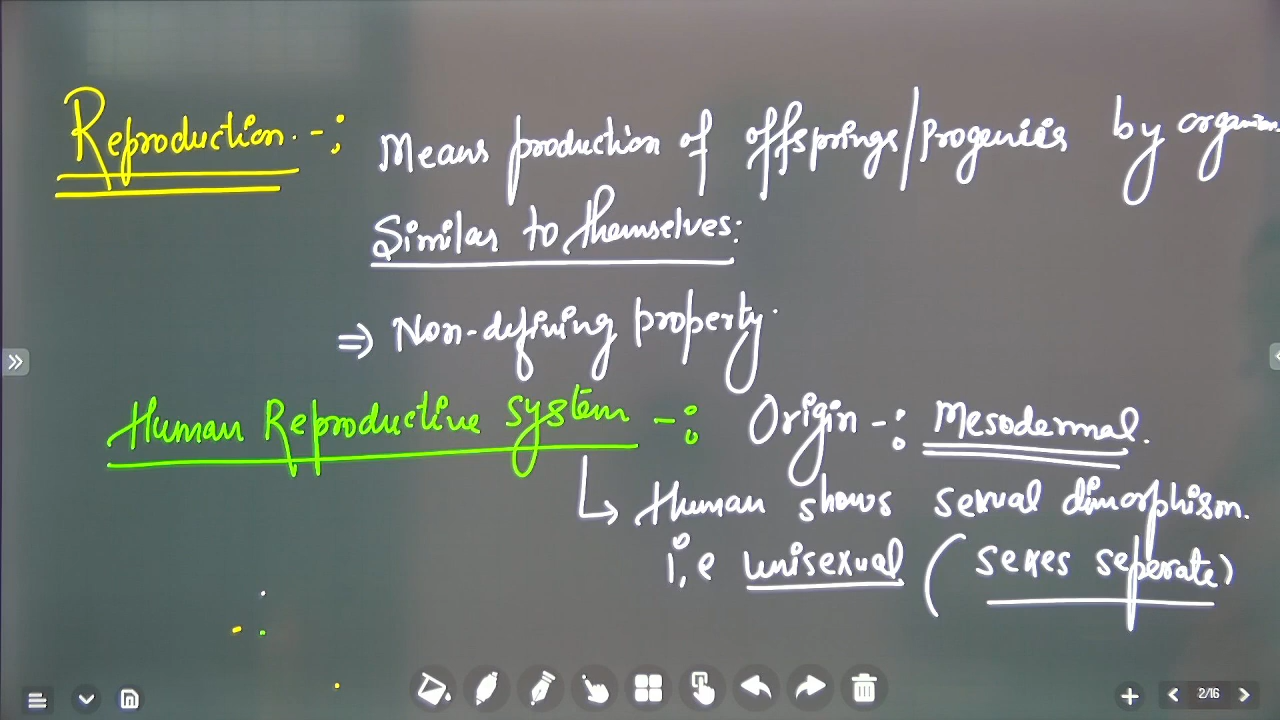 Reproduction. -: Means production of offsprings/Progenies by organism
Similar to themselves:
⇒ Non-defining property.
Human Reproductive system -: Origin -: Mesodermal.
↳ Human shows sexual dimorphism.
i,e unisexual (sexes seperate)
2/16